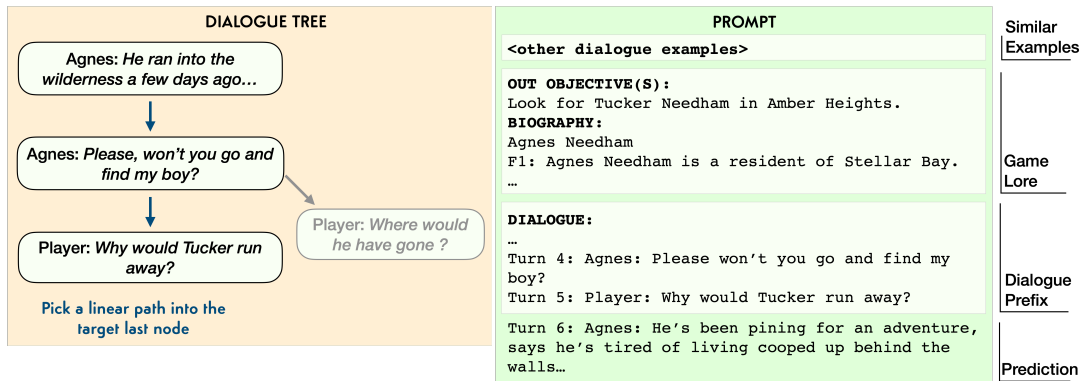 DIALOGUE TREE
Agnes: He ran into the
wilderness a few days ago…
Agnes: Please, won't you go and
find my boy?
Player: Where would
he have gone ?
Player: Why would Tucker run
away?
Pick a linear path into the
target last node
PROMPT
<other dialogue examples>
Similar
Examples
OUT OBJECTIVE(S):
Look for Tucker Needham in Amber Heights.
BIOGRAPHY:
Agnes Needham
F1: Agnes Needham is a resident of Stellar Bay.
…
Game
Lore
DIALOGUE:
…
Turn 4: Agnes: Please won't you go and find my
boy?
Turn 5: Player: Why would Tucker run away?
Dialogue
Prefix
Turn 6: Agnes: He's been pining for an adventure,
says he's tired of living cooped up behind the
walls…
Prediction